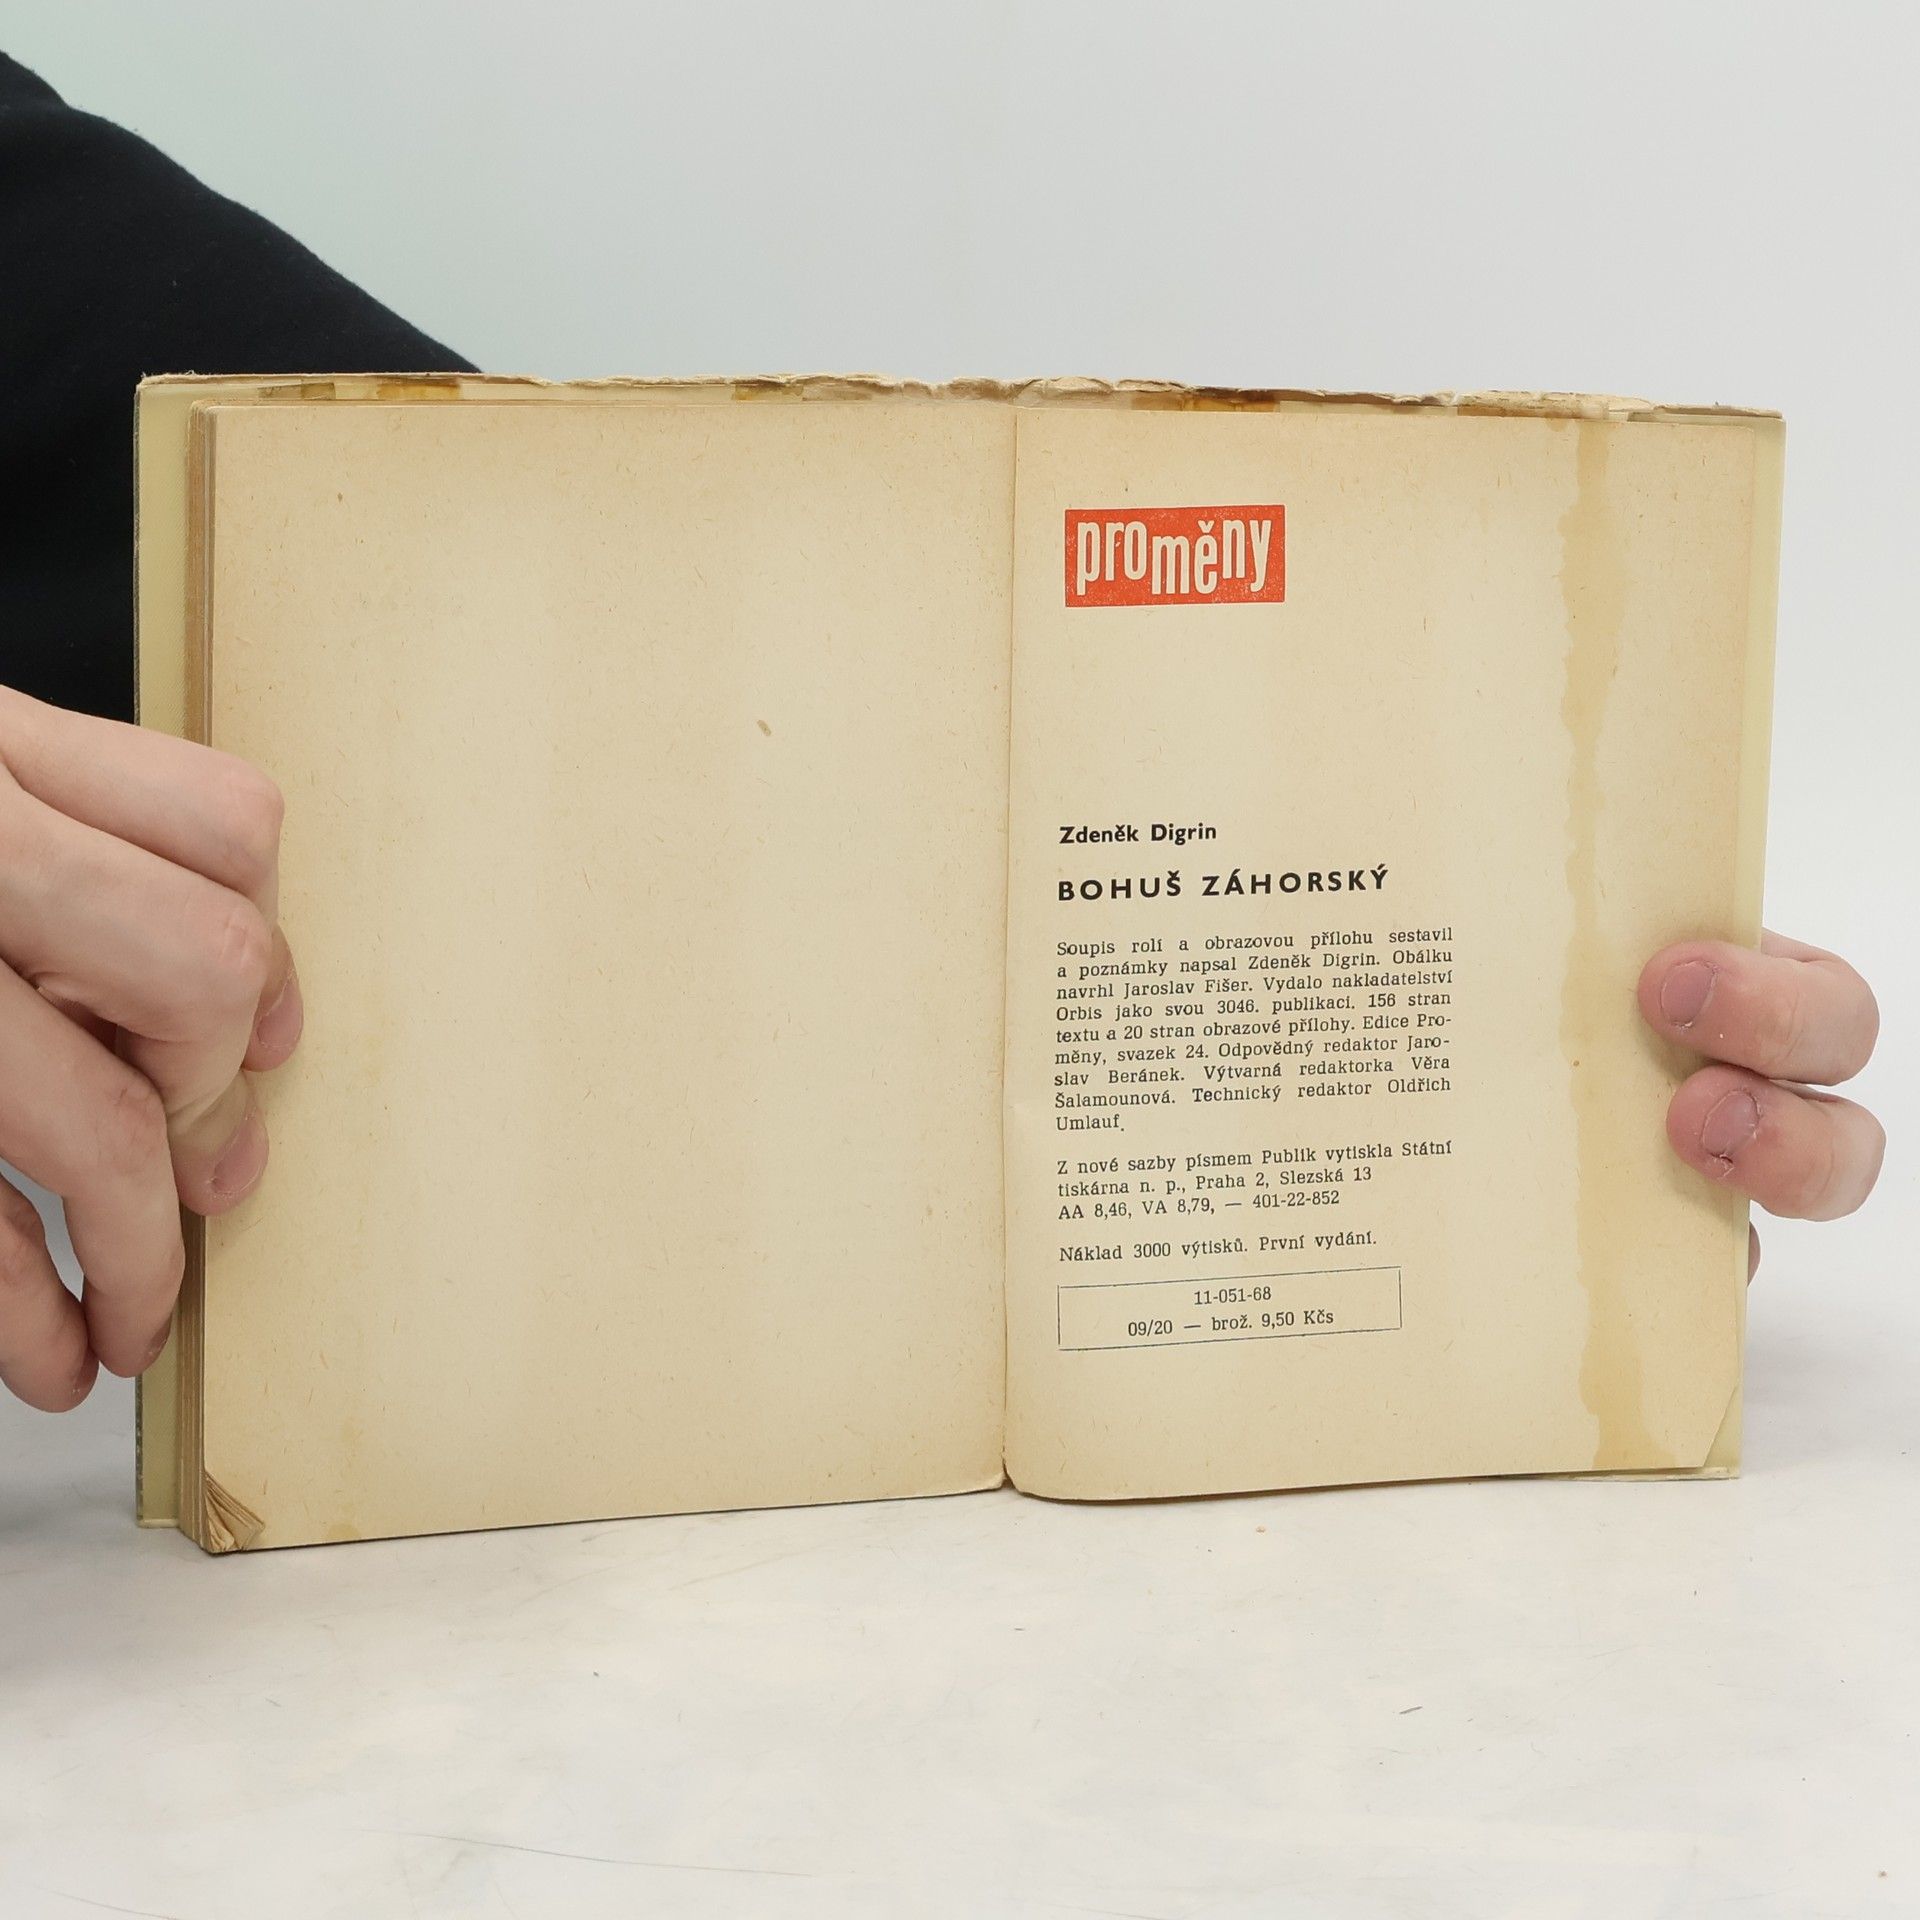 proměny
Zdeněk Digrin
BOHUŠ ZÁHORSKÝ
Soupis rolí a obrazovou přílohu sestavil
a poznámky napsal Zdeněk Digrin. Obálku
navrhl Jaroslav Fišer. Vydalo nakladatelství
Orbis jako svou 3046. publikaci. 156 stran
textu a 20 stran obrazové přílohy. Edice Pro-
měny, svazek 24. Odpovědný redaktor Jaro-
slav Beránek. Výtvarná redaktorka Věra
Šalamounová. Technický redaktor Oldřich
Umlauf.
Z nové sazby písmem Publik vytiskla Státní
tiskárna n. p., Praha 2, Slezská 13
AA 8,46, VA 8,79, — 401-22-852
Náklad 3000 výtisků. První vydání.
11-051-68
09/20 — brož. 9,50 Kčs